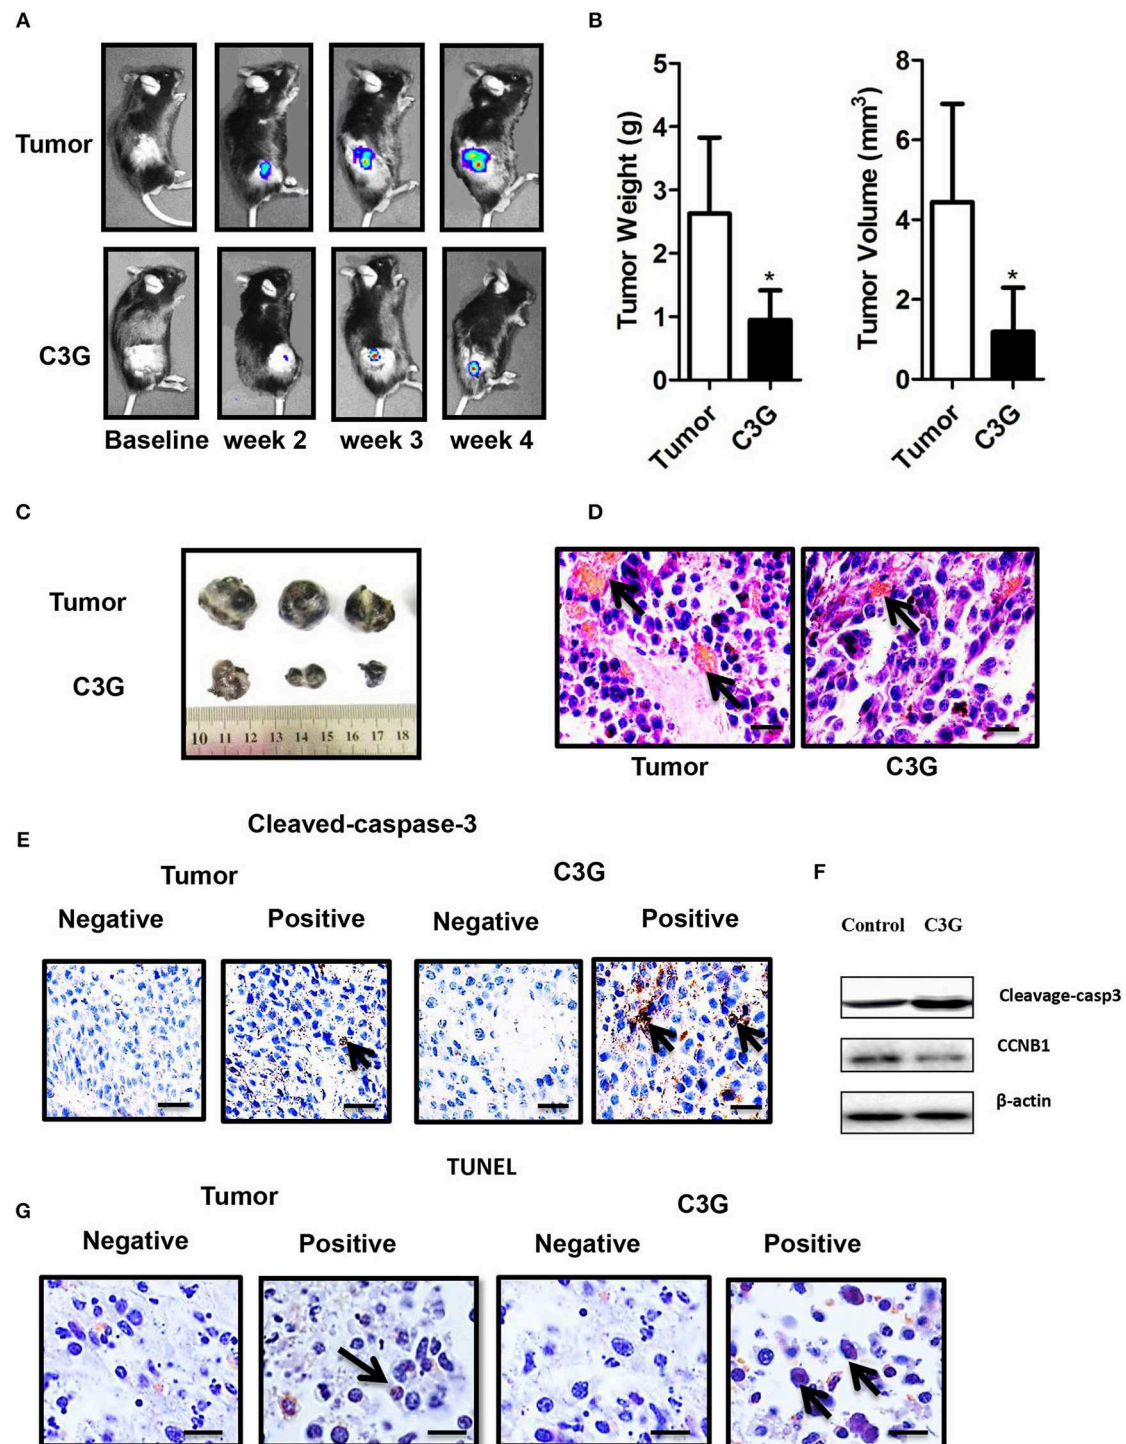 A
Tumor
C3G
Baseline week 2 week 3 week 4
B
Tumor Weight (g)
5
4
3
2
1
0
Tumor
C3G
*
Tumor Volume (mm³)
8
6
4
2
0
Tumor
C3G
*
C
Tumor
C3G
10 11 12 13 14 15 16 17 18
D
Tumor
C3G
Cleaved-caspase-3
E
Tumor
C3G
Negative
Positive
Negative
Positive
F
Control C3G
Cleavage-casp3
CCNB1
β-actin
TUNEL
G
Tumor
C3G
Negative
Positive
Negative
Positive